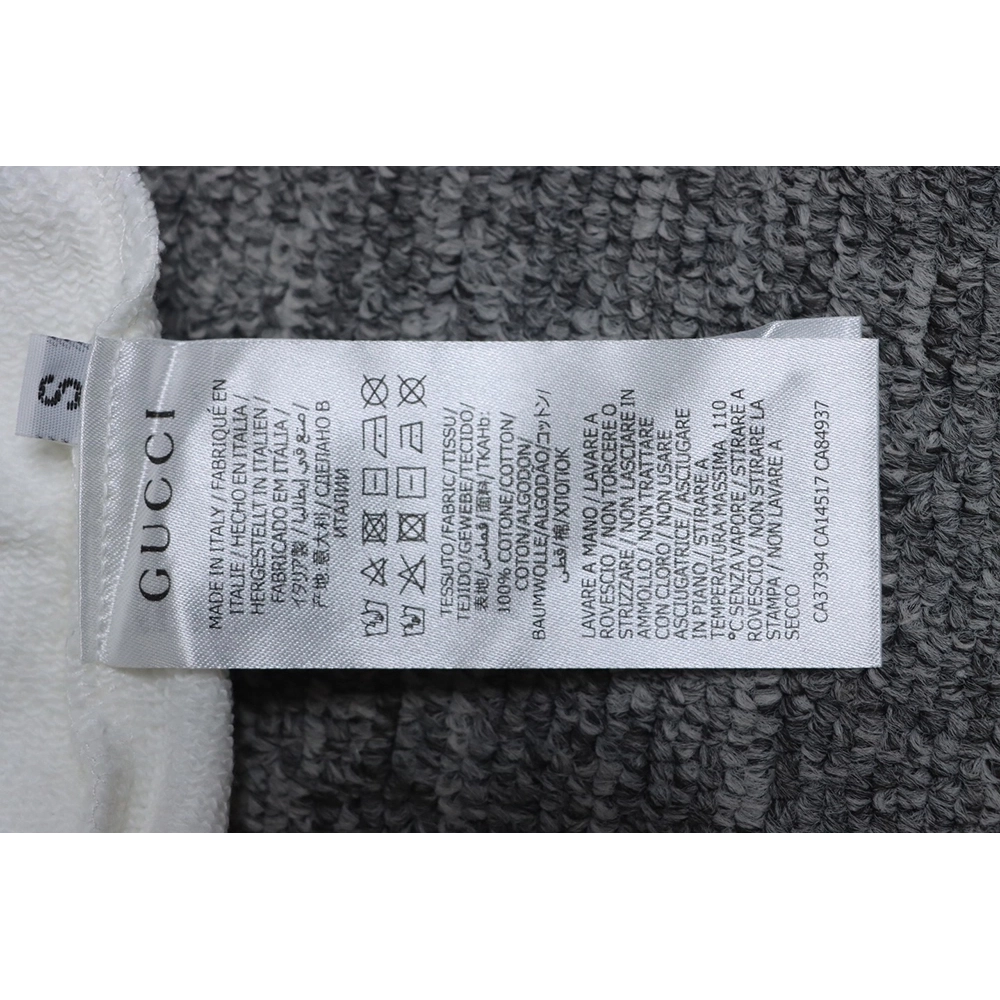 S
GUCCI
MADE IN ITALY / FABRIQUÉ EN
ITALIE / HECHO EN ITALIA /
HERGESTELLT IN ITALIEN /
FABRICADO EM ITÁLIA /
イタリア製 / صنع في إيطاليا /
产地:意大利 / СДЕЛАНО В
ИТАЛИИ
TESSUTO/FABRIC/TISSU/
TEJIDO/GEWEBE/TECIDO/
表地/قماش/面料/ТКАНЬ:
100% COTONE/COTTON/
COTON/ALGODON/
BAUMWOLLE/ALGODÃO/コットン/
قطن/棉/ХЛОПОК
LAVARE A MANO / LAVARE A
ROVESCIO / NON TORCERE O
STRIZZARE / NON LASCIARE IN
AMMOLLO / NON TRATTARE
CON CLORO / NON USARE
ASCIUGATRICE / ASCIUGARE
IN PIANO / STIRARE A
TEMPERATURA MASSIMA 110
°C SENZA VAPORE / STIRARE A
ROVESCIO / NON STIRARE LA
STAMPA / NON LAVARE A
SECCO
CA37394 CA14517 CA84937